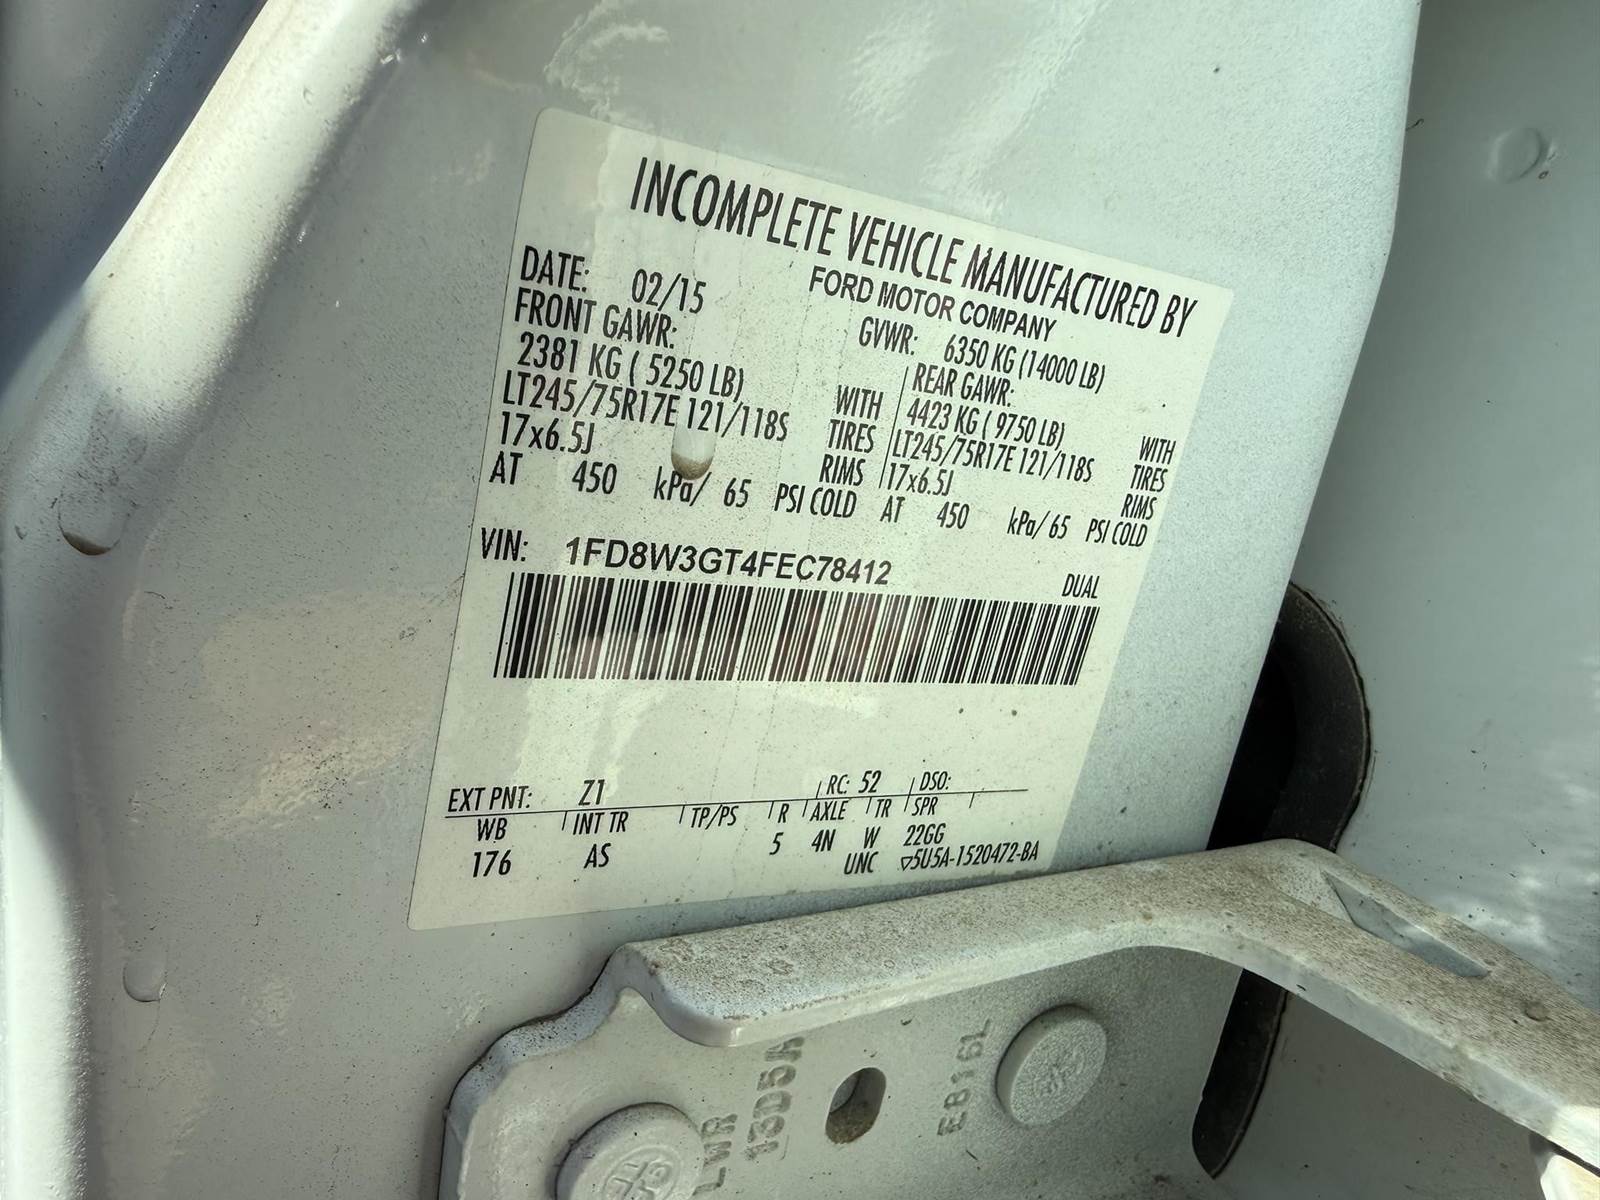 INCOMPLETE VEHICLE MANUFACTURED BY
FORD MOTOR COMPANY
DATE: 02/15 GVWR: 6350 KG (14000 LB)
FRONT GAWR: REAR GAWR:
2381 KG ( 5250 LB) WITH 4423 KG ( 9750 LB) WITH
LT245/75R17E 121/118S TIRES LT245/75R17E 121/118S TIRES
17x6.5J RIMS 17x6.5J RIMS
AT 450 kPa/ 65 PSI COLD AT 450 kPa/ 65 PSI COLD
VIN: 1FD8W3GT4FEC78412
DUAL
EXT PNT: Z1 RC: 52 DSO:
WB INT TR TP/PS R AXLE TR SPR
176 AS 5 4N W 22GG
UNC ▽5U5A-1520472-BA
LWR
13D5A
EB16L